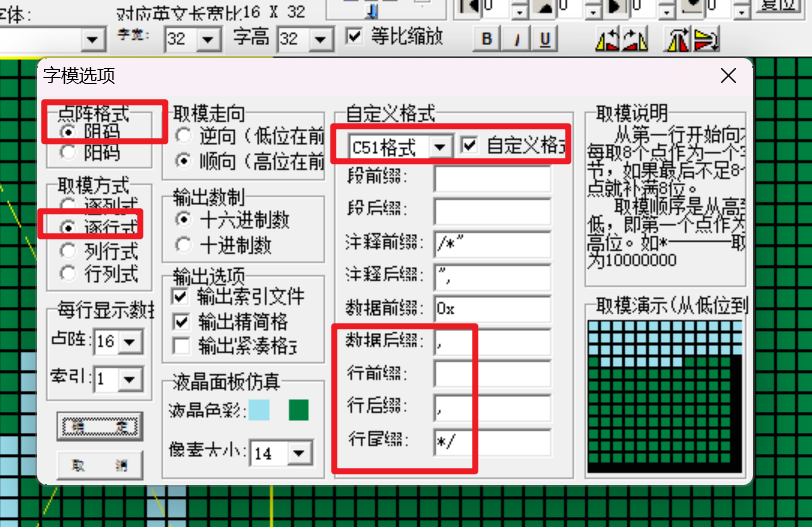 字体:
对应英文长宽比16 X 32
0 0 0 0 复位
字宽: 32 字高 32 等比缩放
B I U
字模选项
点阵格式
阴码
阳码
取模方式
逐列式
逐行式
列行式
行列式
每行显示数据
点阵: 16
索引: 1
确 定
取 消
取模走向
逆向(低位在前
顺向(高位在前
输出数制
十六进制数
十进制数
输出选项
输出索引文件
输出精简格
输出紧凑格式
液晶面板仿真
液晶色彩:
像素大小: 14
自定义格式
C51格式 自定义格式
段前缀:
段后缀:
注释前缀: /*"
注释后缀: ",
数据前缀: 0x
数据后缀: ,
行前缀:
行后缀: ,
行尾缀: */
取模说明
从第一行开始向
每取8个点作为一个字
节,如果最后不足8
点就补满8位。
取模顺序是从高到
低,即第一个点作为
高位。如*———取
为10000000
取模演示(从低位到